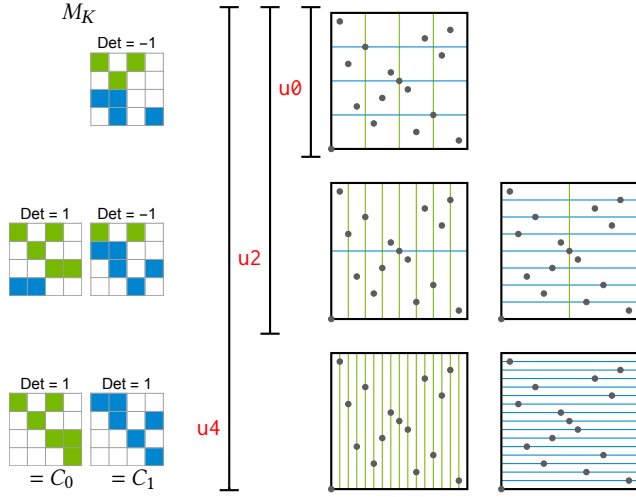 M_K
Det = −1
u0
Det = 1
Det = −1
u2
Det = 1
Det = 1
u4
= C_0
= C_1